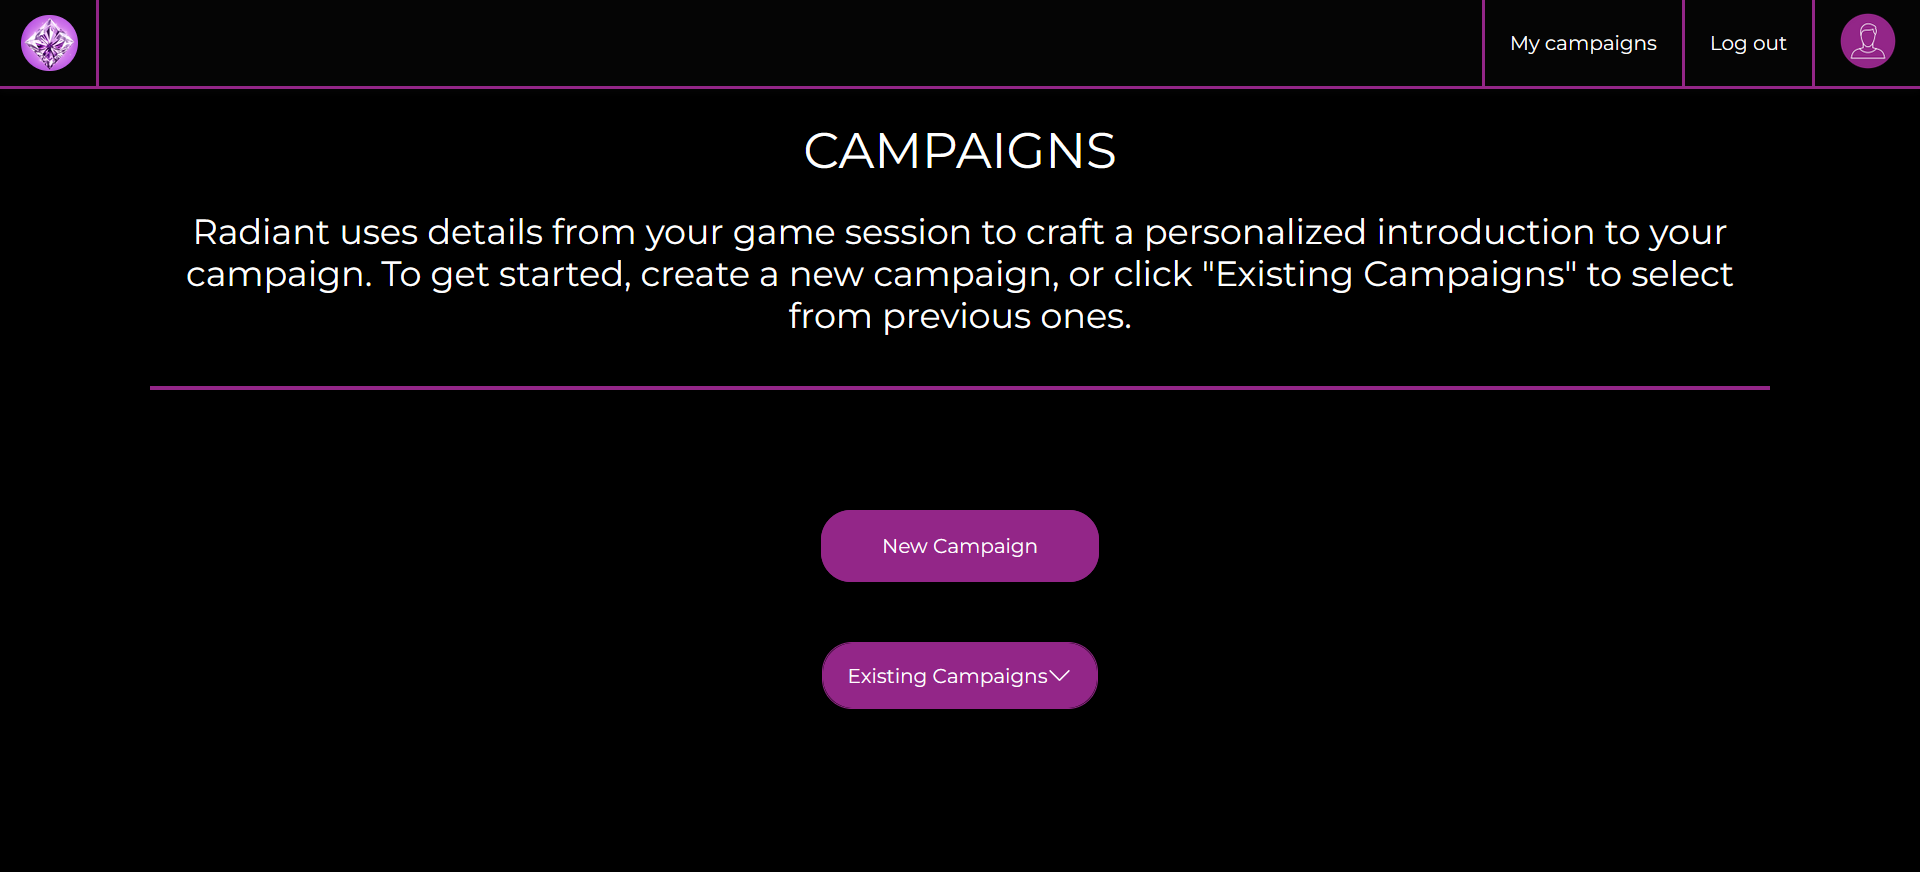 My campaigns
Log out
CAMPAIGNS
Radiant uses details from your game session to craft a personalized introduction to your
campaign. To get started, create a new campaign, or click "Existing Campaigns" to select
from previous ones.
New Campaign
Existing Campaigns